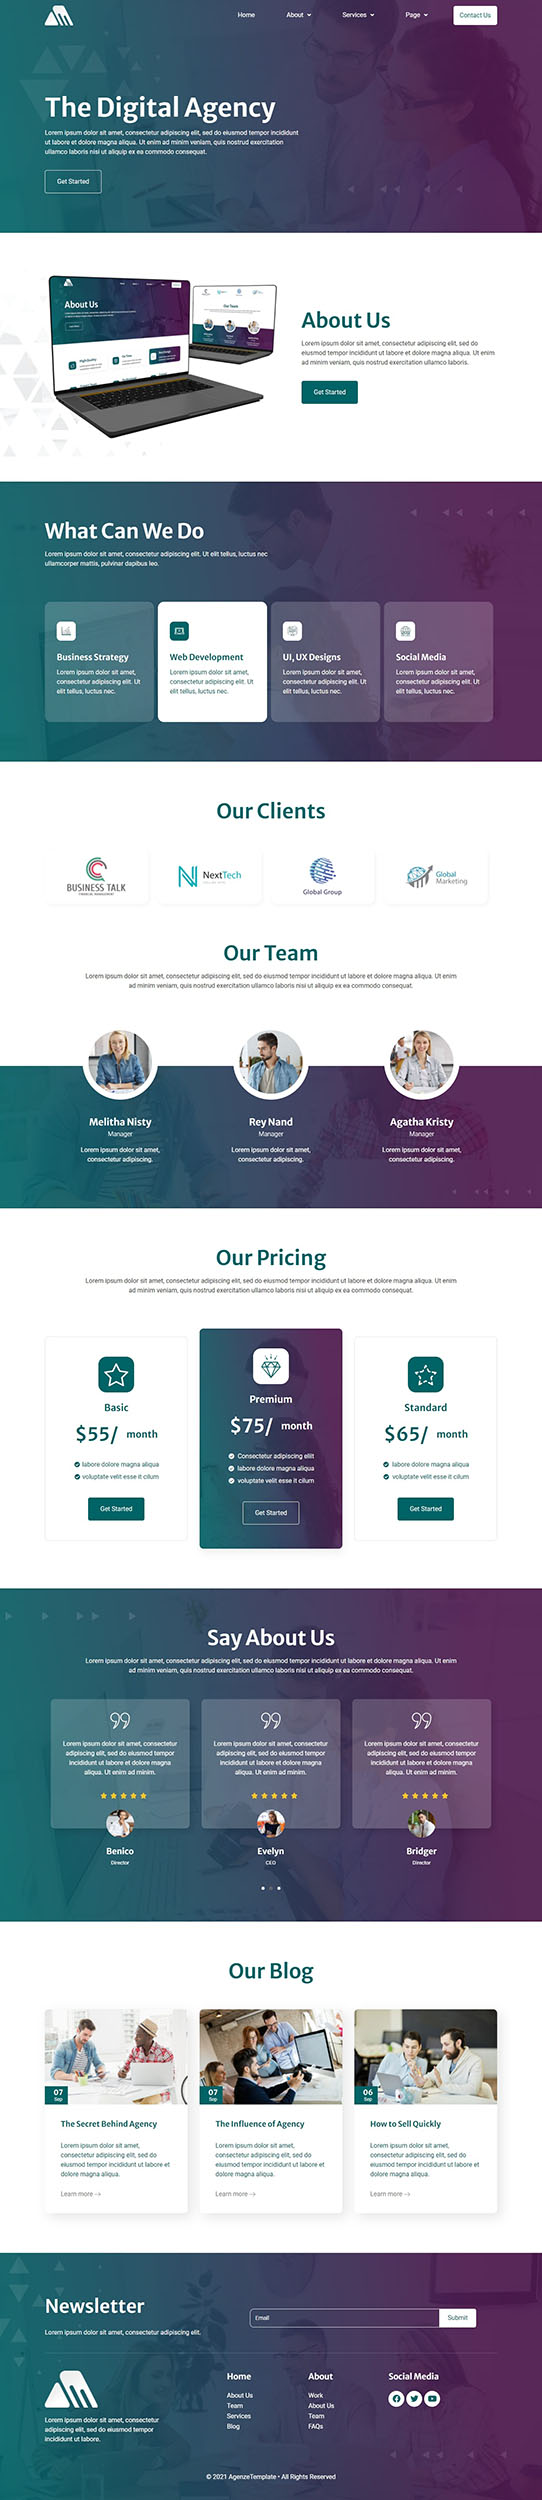 Home About Services Page Contact Us
The Digital Agency
Lorem ipsum dolor sit amet, consectetur adipiscing elit, sed do eiusmod tempor incididunt
ut labore et dolore magna aliqua. Ut enim ad minim veniam, quis nostrud exercitation
ullamco laboris nisi ut aliquip ex ea commodo consequat.
Get Started
About Us
Our Team
About Us
Lorem ipsum dolor sit amet, consectetur adipiscing elit, sed do
eiusmod tempor incididunt ut labore et dolore magna aliqua. Ut enim
ad minim veniam, quis nostrud exercitation ullamco laboris.
Get Started
What Can We Do
Lorem ipsum dolor sit amet, consectetur adipiscing elit. Ut elit tellus, luctus nec
ullamcorper mattis, pulvinar dapibus leo.
Business Strategy
Lorem ipsum dolor sit amet,
consectetur adipiscing elit. Ut
elit tellus, luctus nec.
Web Development
Lorem ipsum dolor sit amet,
consectetur adipiscing elit. Ut
elit tellus, luctus nec.
UI, UX Designs
Lorem ipsum dolor sit amet,
consectetur adipiscing elit. Ut
elit tellus, luctus nec.
Social Media
Lorem ipsum dolor sit amet,
consectetur adipiscing elit. Ut
elit tellus, luctus nec.
Our Clients
BUSINESS TALK
FINANCIAL MANAGEMENT
NextTech
Global Group
Global
Marketing
Our Team
Lorem ipsum dolor sit amet, consectetur adipiscing elit, sed do eiusmod tempor incididunt ut labore et dolore magna aliqua. Ut enim
ad minim veniam, quis nostrud exercitation ullamco laboris nisi ut aliquip ex ea commodo consequat.
Melitha Nisty
Manager
Lorem ipsum dolor sit amet,
consectetur adipiscing.
Rey Nand
Manager
Lorem ipsum dolor sit amet,
consectetur adipiscing.
Agatha Kristy
Manager
Lorem ipsum dolor sit amet,
consectetur adipiscing.
Our Pricing
Lorem ipsum dolor sit amet, consectetur adipiscing elit, sed do eiusmod tempor incididunt ut labore et dolore magna aliqua. Ut enim
ad minim veniam, quis nostrud exercitation ullamco laboris nisi ut aliquip ex ea commodo consequat.
Basic
$55/ month
labore dolore magna aliqua
voluptate velit esse it cilum
Get Started
Premium
$75/ month
Consectetur adipiscing elit
labore dolore magna aliqua
voluptate velit esse it cilum
Get Started
Standard
$65/ month
labore dolore magna aliqua
voluptate velit esse it cilum
Get Started
Say About Us
Lorem ipsum dolor sit amet, consectetur adipiscing elit, sed do eiusmod tempor incididunt ut labore et dolore magna aliqua. Ut enim
ad minim veniam, quis nostrud exercitation ullamco laboris nisi ut aliquip ex ea commodo consequat.
Lorem ipsum dolor sit amet, consectetur
adipiscing elit, sed do eiusmod tempor
incididunt ut labore et dolore magna
aliqua. Ut enim ad minim.
Benico
Director
Lorem ipsum dolor sit amet, consectetur
adipiscing elit, sed do eiusmod tempor
incididunt ut labore et dolore magna
aliqua. Ut enim ad minim.
Evelyn
CEO
Lorem ipsum dolor sit amet, consectetur
adipiscing elit, sed do eiusmod tempor
incididunt ut labore et dolore magna
aliqua. Ut enim ad minim.
Bridger
Director
Our Blog
07
Sep
The Secret Behind Agency
Lorem ipsum dolor sit amet,
consectetur adipiscing elit, sed do
eiusmod tempor incididunt ut labore et
dolore magna aliqua.
Learn more
07
Sep
The Influence of Agency
Lorem ipsum dolor sit amet,
consectetur adipiscing elit, sed do
eiusmod tempor incididunt ut labore et
dolore magna aliqua.
Learn more
06
Sep
How to Sell Quickly
Lorem ipsum dolor sit amet,
consectetur adipiscing elit, sed do
eiusmod tempor incididunt ut labore et
dolore magna aliqua.
Learn more
Newsletter
Lorem ipsum dolor sit amet, consectetur adipiscing elit.
Email Submit
Lorem ipsum dolor sit amet, consectetur
adipiscing elit, sed do eiusmod tempor
incididunt ut labore.
Home
About Us
Team
Services
Blog
About
Work
About Us
Team
FAQs
Social Media
© 2021 AgenzeTemplate • All Rights Reserved